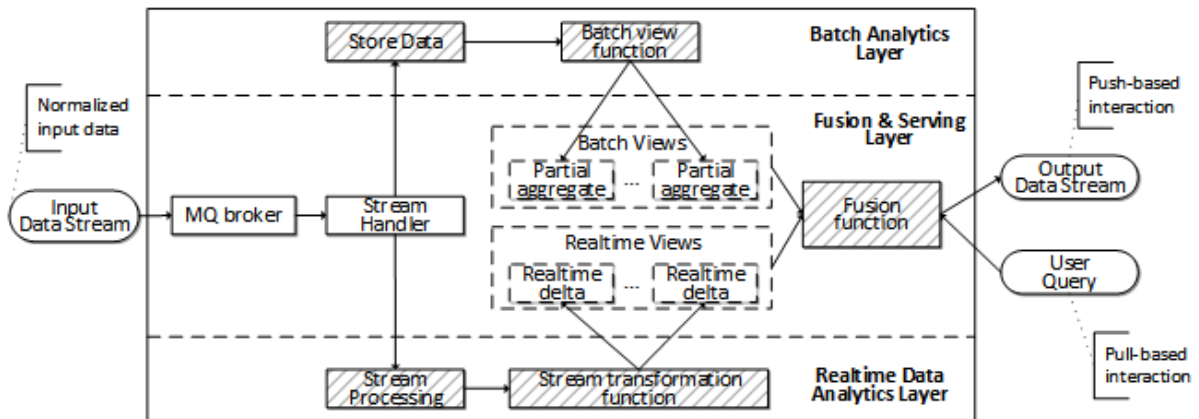 Store Data
Batch view
function
Batch Analytics
Layer
Normalized
input data
Push-based
interaction
Fusion & Serving
Layer
Batch Views
Partial
aggregate
...
Partial
aggregate
Input
Data Stream
MQ broker
Stream
Handler
Fusion
function
Output
Data Stream
Realtime Views
Realtime
delta
...
Realtime
delta
User
Query
Stream
Processing
Stream transformation
function
Realtime Data
Analytics Layer
Pull-based
interaction